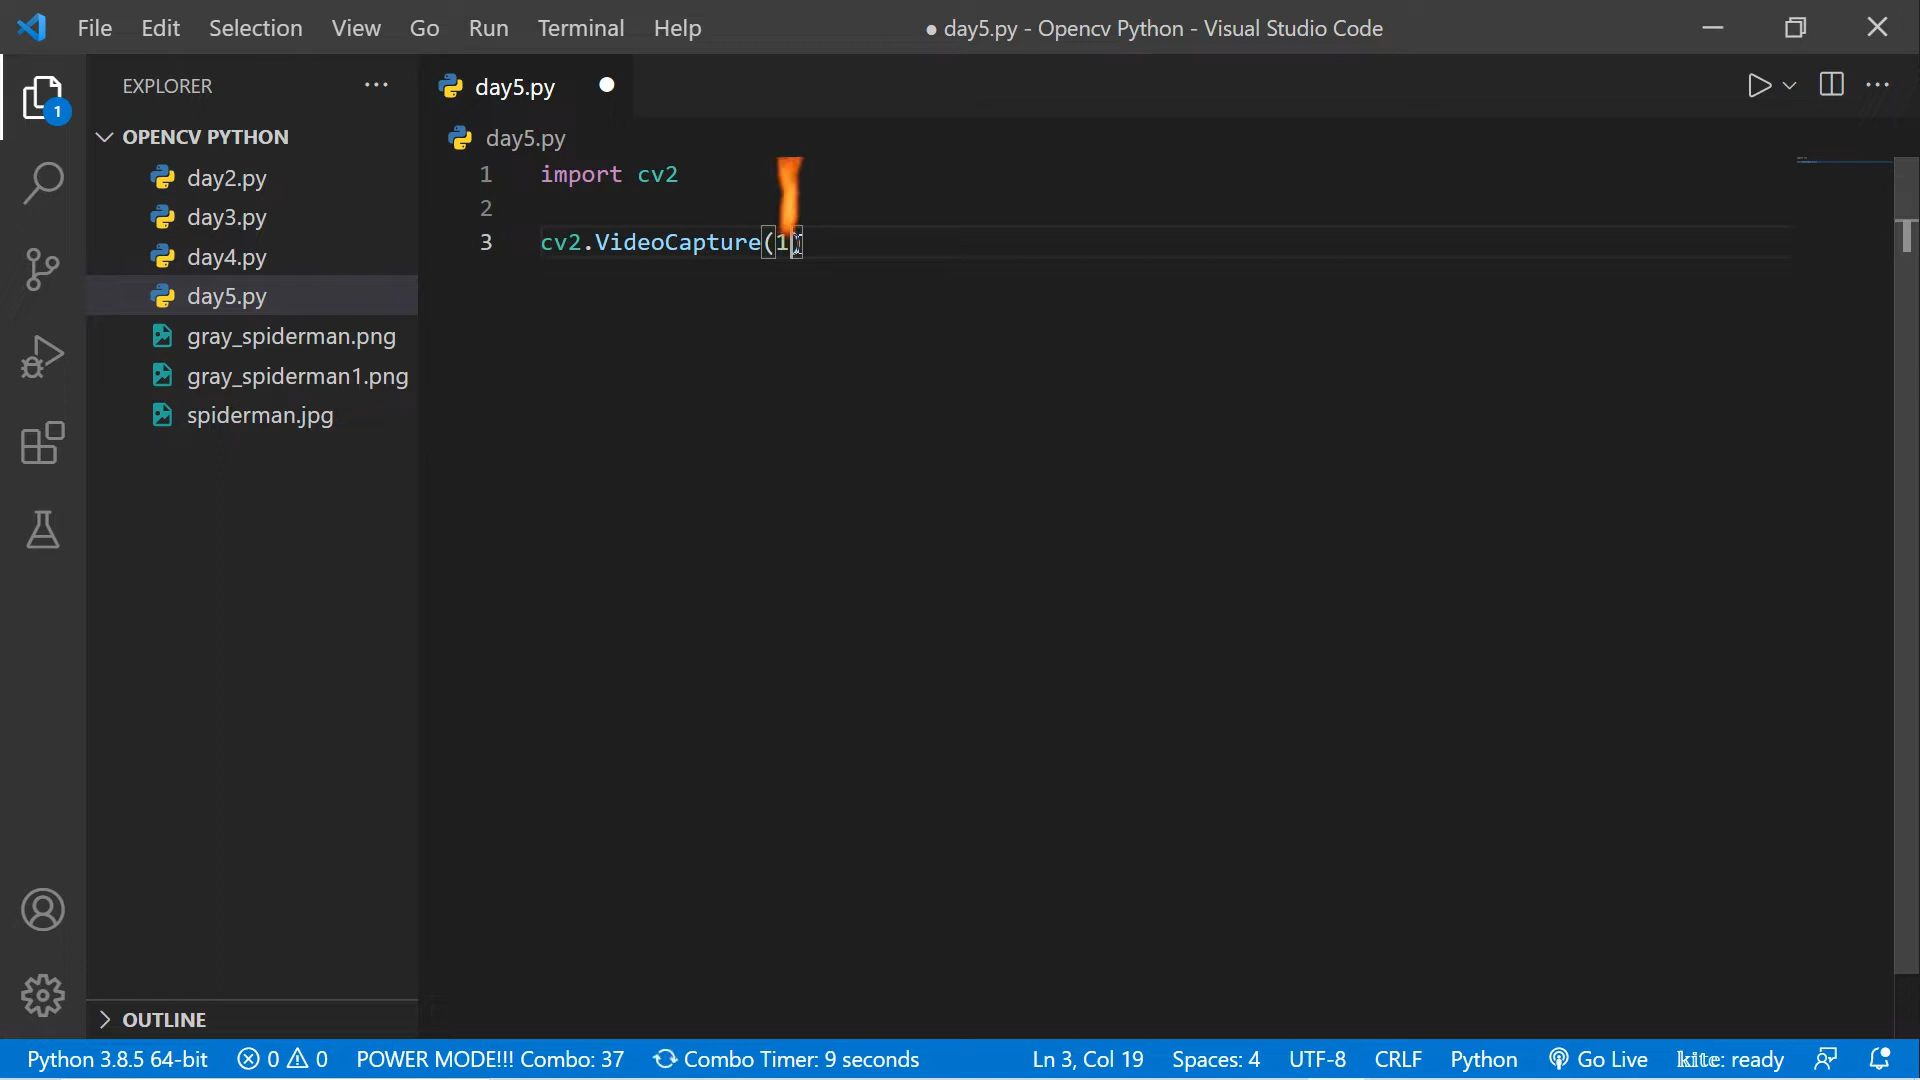 File Edit Selection View Go Run Terminal Help ● day5.py - Opencv Python - Visual Studio Code
EXPLORER ···
day5.py
1
OPENCV PYTHON
day5.py
day2.py
day3.py
day4.py
day5.py
gray_spiderman.png
gray_spiderman1.png
spiderman.jpg
1 import cv2
2
3 cv2.VideoCapture(1)
OUTLINE
Python 3.8.5 64-bit 0 0 POWER MODE!!! Combo: 37 Combo Timer: 9 seconds Ln 3, Col 19 Spaces: 4 UTF-8 CRLF Python Go Live kite: ready